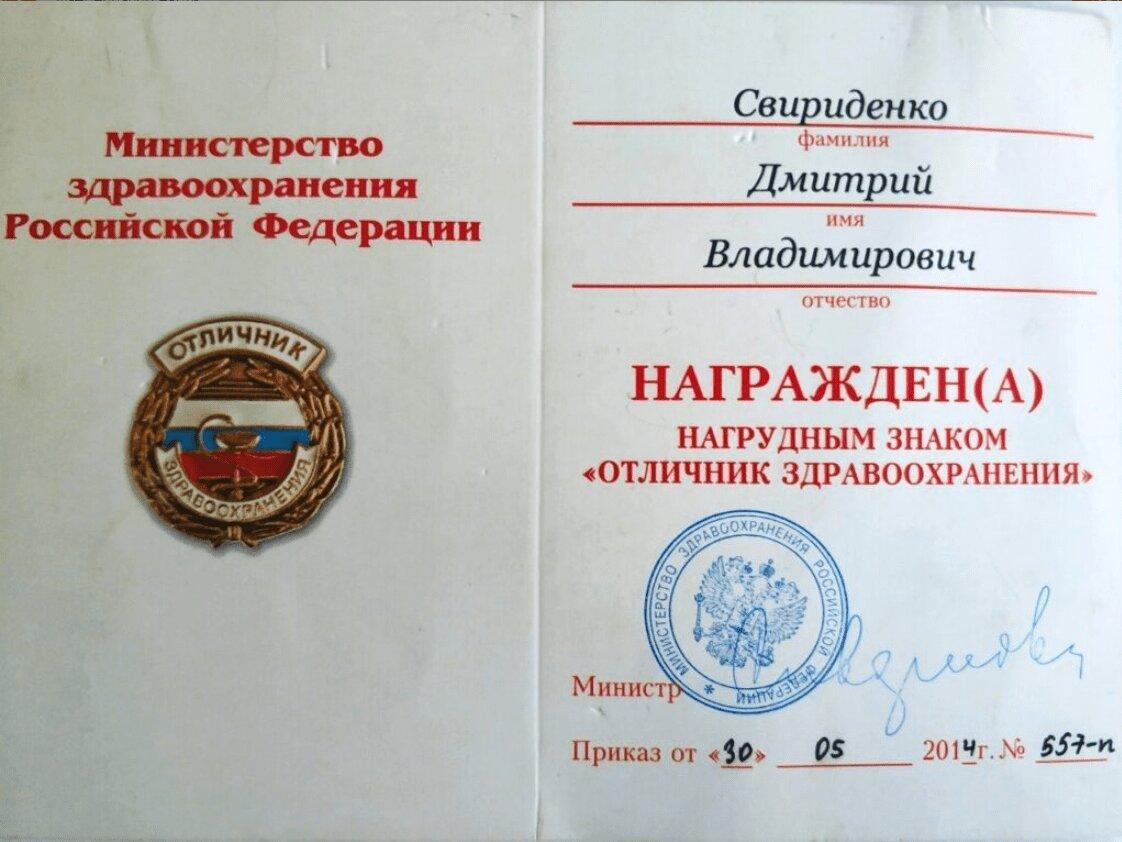 Министерство
здравоохранения
Российской Федерации
ОТЛИЧНИК
ЗДРАВООХРАНЕНИЯ
Свириденко
фамилия
Дмитрий
имя
Владимирович
отчество
НАГРАЖДЕН(А)
НАГРУДНЫМ ЗНАКОМ
«ОТЛИЧНИК ЗДРАВООХРАНЕНИЯ»
МИНИСТЕРСТВО ЗДРАВООХРАНЕНИЯ РОССИЙСКОЙ ФЕДЕРАЦИИ *
Министр
Приказ от «30» 05 2014г. № 557-п